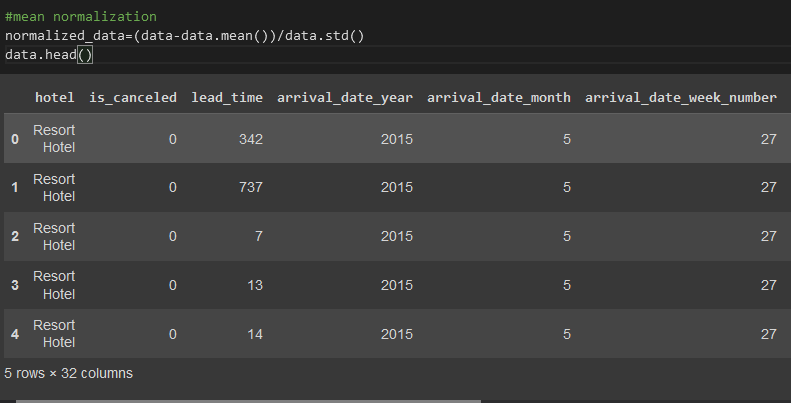 #mean normalization
normalized_data=(data-data.mean())/data.std()
data.head()
hotel is_canceled lead_time arrival_date_year arrival_date_month arrival_date_week_number
0 Resort Hotel 0 342 2015 5 27
1 Resort Hotel 0 737 2015 5 27
2 Resort Hotel 0 7 2015 5 27
3 Resort Hotel 0 13 2015 5 27
4 Resort Hotel 0 14 2015 5 27
5 rows × 32 columns